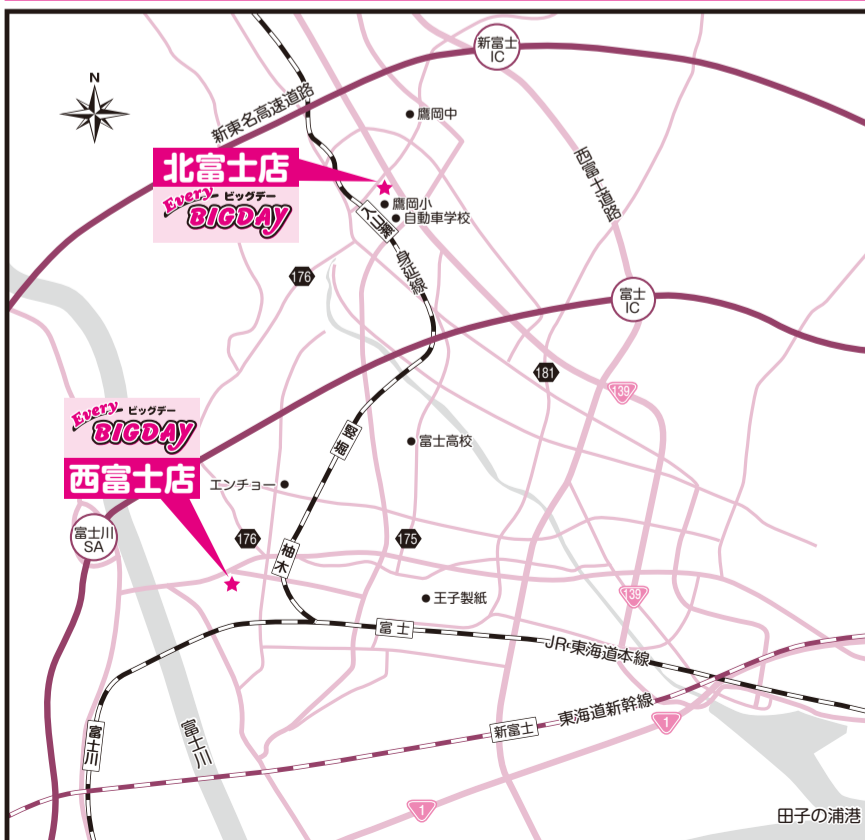 新富士
IC
N
新東名高速道路
鷹岡中
北富士店
Every ビッグデー
BIGDAY
西富士道路
鷹岡小
自動車学校
入山瀬
身延線
176
富士
IC
181
139
Every ビッグデー
BIGDAY
西富士店
竪堀
富士高校
エンチョー
富士川
SA
176
175
柚木
139
王子製紙
富士
JR・東海道本線
富士川
富士川
新富士
東海道新幹線
1
1
田子の浦港